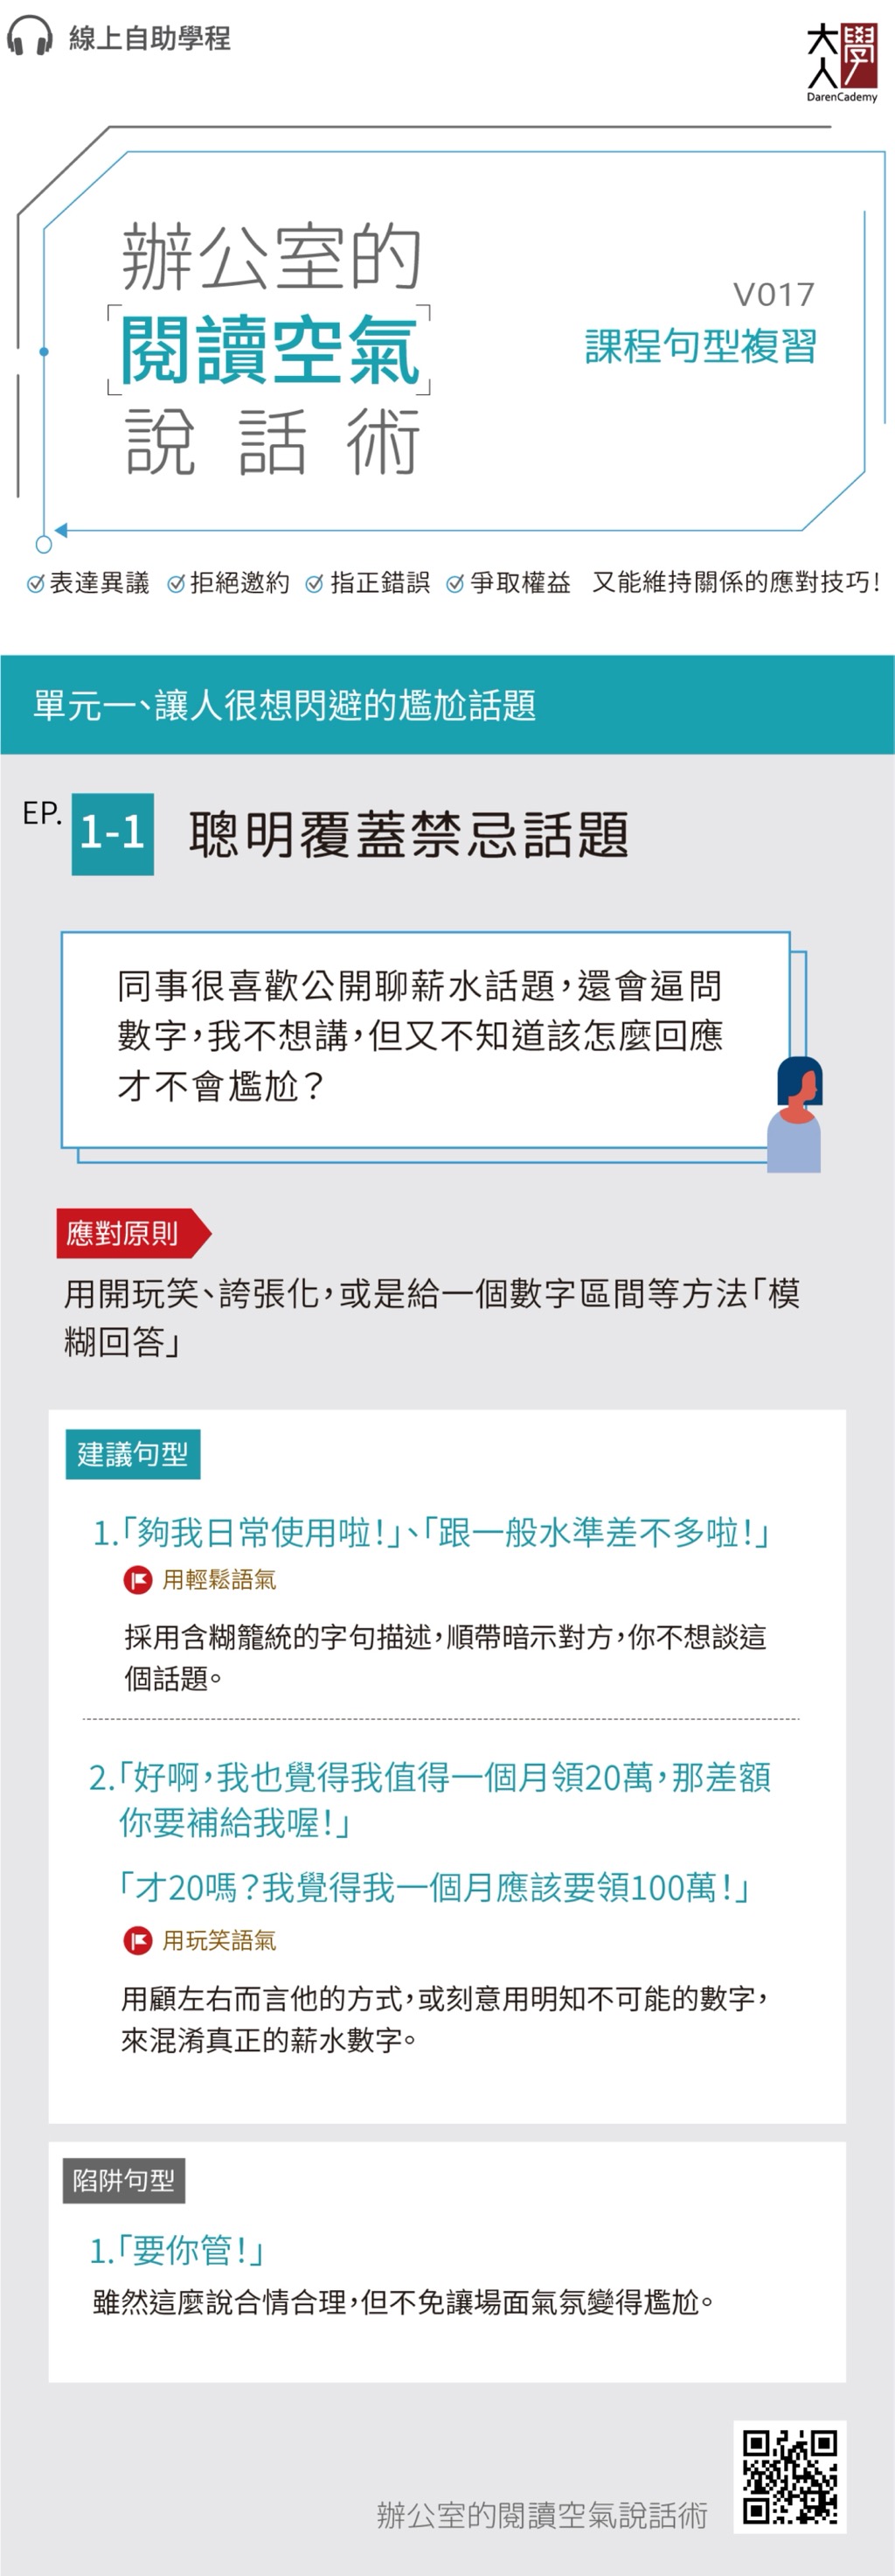 線上自助學程
大人學
DarenCademy
辦公室的
閱讀空氣
說話術
V017
課程句型複習
表達異議 拒絕邀約 指正錯誤 爭取權益 又能維持關係的應對技巧!
單元一、讓人很想閃避的尷尬話題
EP. 1-1 聰明覆蓋禁忌話題
同事很喜歡公開聊薪水話題,還會逼問
數字,我不想講,但又不知道該怎麼回應
才不會尷尬?
應對原則
用開玩笑、誇張化,或是給一個數字區間等方法「模
糊回答」
建議句型
1.「夠我日常使用啦!」、「跟一般水準差不多啦!」
用輕鬆語氣
採用含糊籠統的字句描述,順帶暗示對方,你不想談這
個話題。
2.「好啊,我也覺得我值得一個月領20萬,那差額
你要補給我喔!」
「才20嗎?我覺得我一個月應該要領100萬!」
用玩笑語氣
用顧左右而言他的方式,或刻意用明知不可能的數字,
來混淆真正的薪水數字。
陷阱句型
1.「要你管!」
雖然這麼說合情合理,但不免讓場面氣氛變得尷尬。
辦公室的閱讀空氣說話術